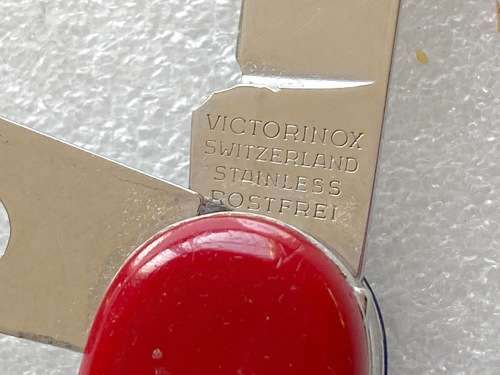 VICTORINOX
SWITZERLAND
STAINLESS
ROSTFREI